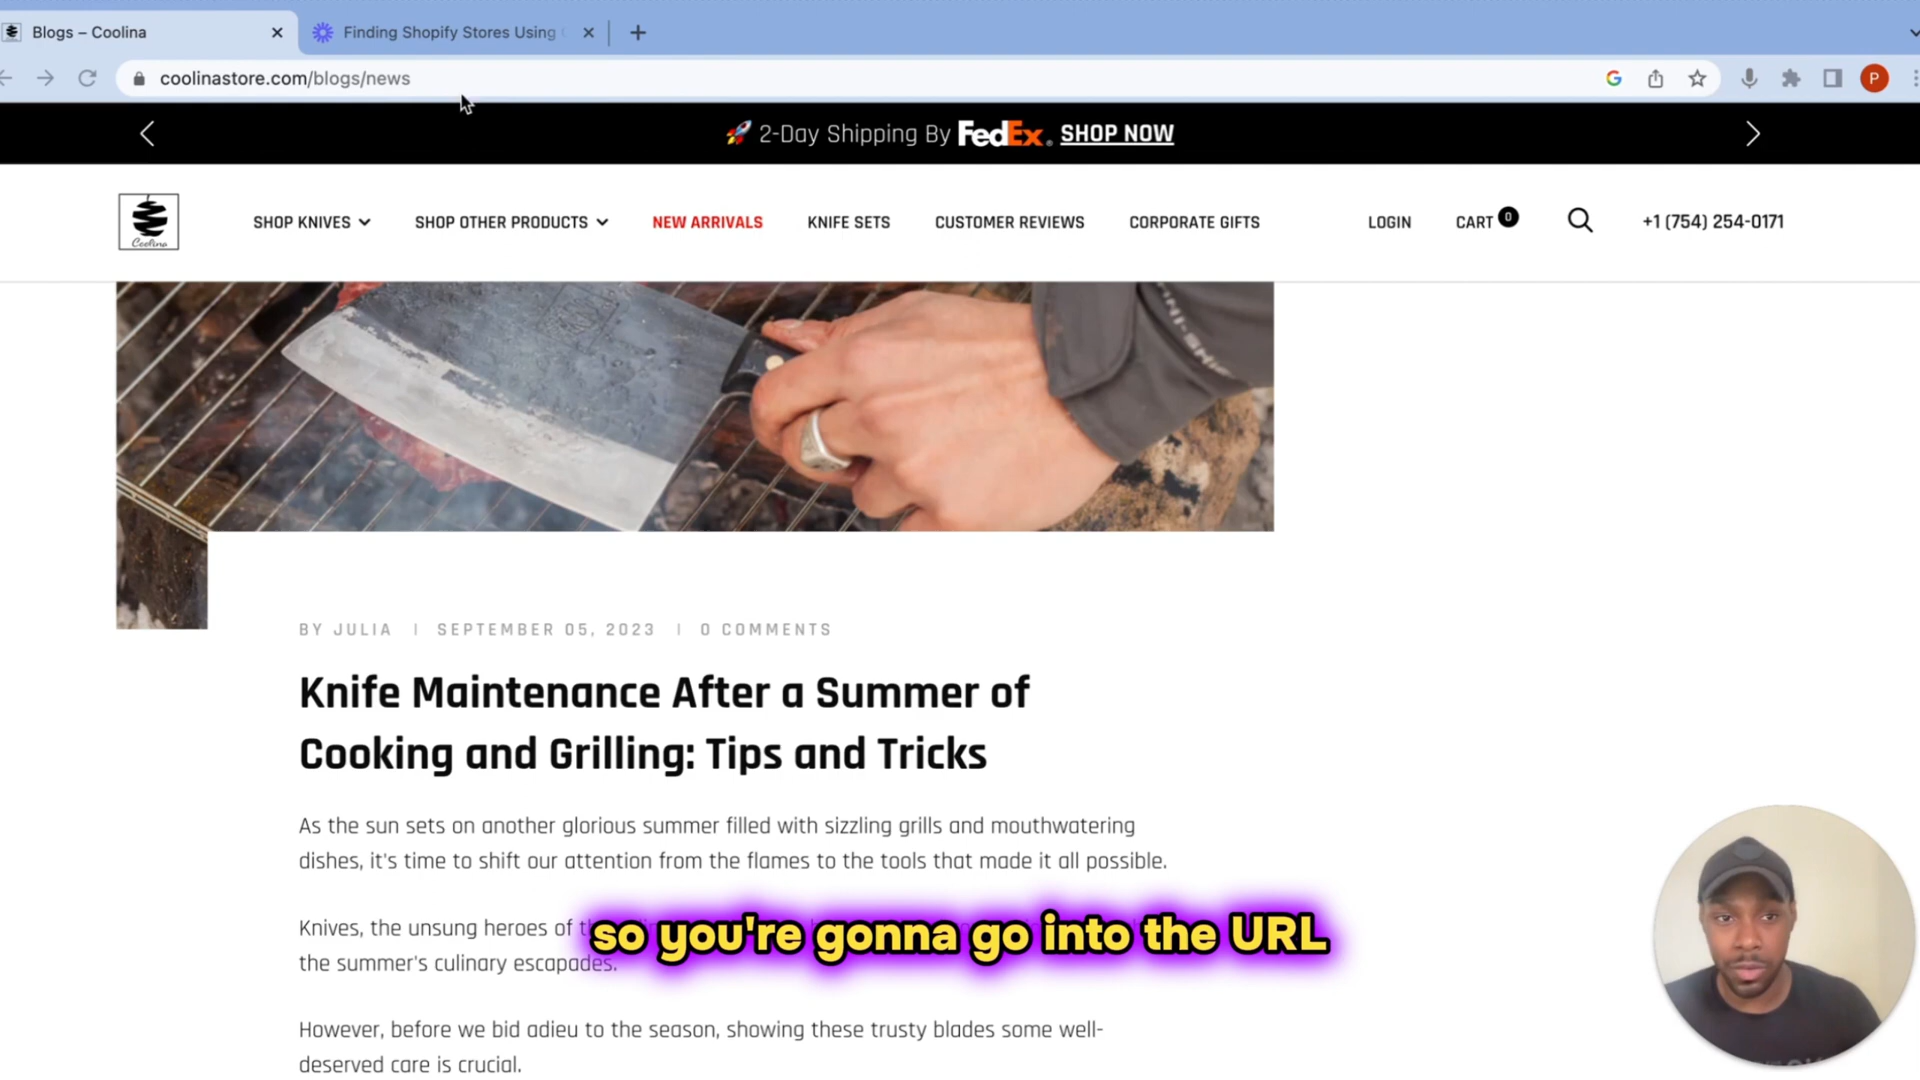 Blogs – Coolina
Finding Shopify Stores Using
coolinastore.com/blogs/news
P
2-Day Shipping By FedEx. SHOP NOW
Coolina
SHOP KNIVES
SHOP OTHER PRODUCTS
NEW ARRIVALS
KNIFE SETS
CUSTOMER REVIEWS
CORPORATE GIFTS
LOGIN
CART 0
+1 (754) 254-0171
BY JULIA | SEPTEMBER 05, 2023 | 0 COMMENTS
Knife Maintenance After a Summer of
Cooking and Grilling: Tips and Tricks
As the sun sets on another glorious summer filled with sizzling grills and mouthwatering
dishes, it's time to shift our attention from the flames to the tools that made it all possible.
Knives, the unsung heroes of
the summer's culinary escapades.
so you're gonna go into the URL
However, before we bid adieu to the season, showing these trusty blades some well-
deserved care is crucial.